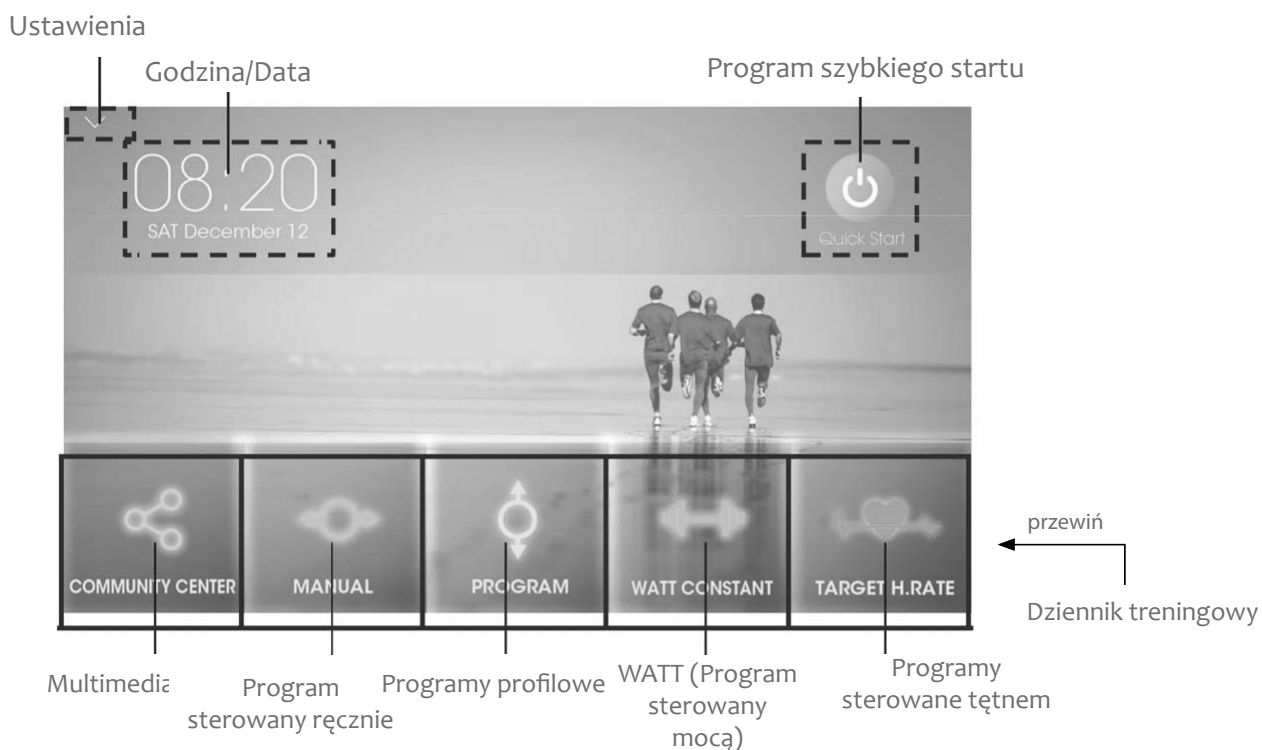 Ustawienia
Godzina/Data
Program szybkiego startu
08:20
SAT December 12
Quick Start
przewiń
COMMUNITY CENTER
MANUAL
PROGRAM
WATT CONSTANT
TARGET H.RATE
Dziennik treningowy
Multimedia
Program
sterowany ręcznie
Programy profilowe
WATT (Program
sterowany
mocą)
Programy
sterowane tętnem